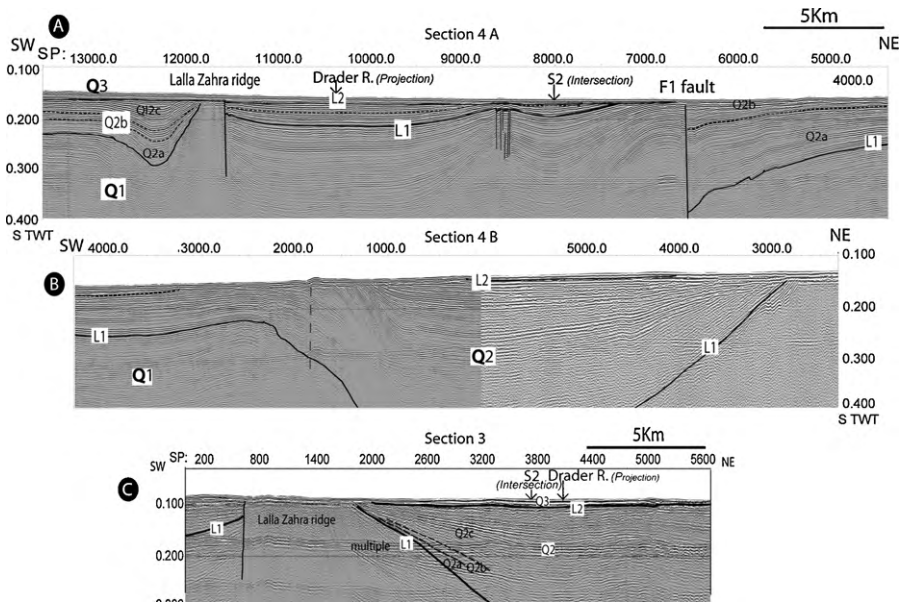 A
Section 4 A
5Km
SW
NE
SP: 13000.0 12000.0 11000.0 10000.0 9000.0 8000.0 7000.0 6000.0 5000.0
4000.0
Lalla Zahra ridge
Drader R. (Projection)
S2 (Intersection)
F1 fault
0.100
Q3
L2
Q2b
Q2c
0.200
Q2b
L1
Q2a
L1
Q2a
0.300
Q1
0.400
S TWT
SW
Section 4 B
NE
4000.0 .3000.0 2000.0 1000.0 5000.0 4000.0 3000.0
B
0.100
L2
0.200
L1
Q2
L1
0.300
Q1
0.400
S TWT
Section 3
5Km
SW SP: 200 800 1400 2000 2600 3200 3800 4400 5000 5600 NE
C
S2 Drader R. (Projection)
(Intersection)
0.100
Q3
L2
L1
Lalla Zahra ridge
Q2c
multiple
L1
Q2
0.200
Q2a Q2b